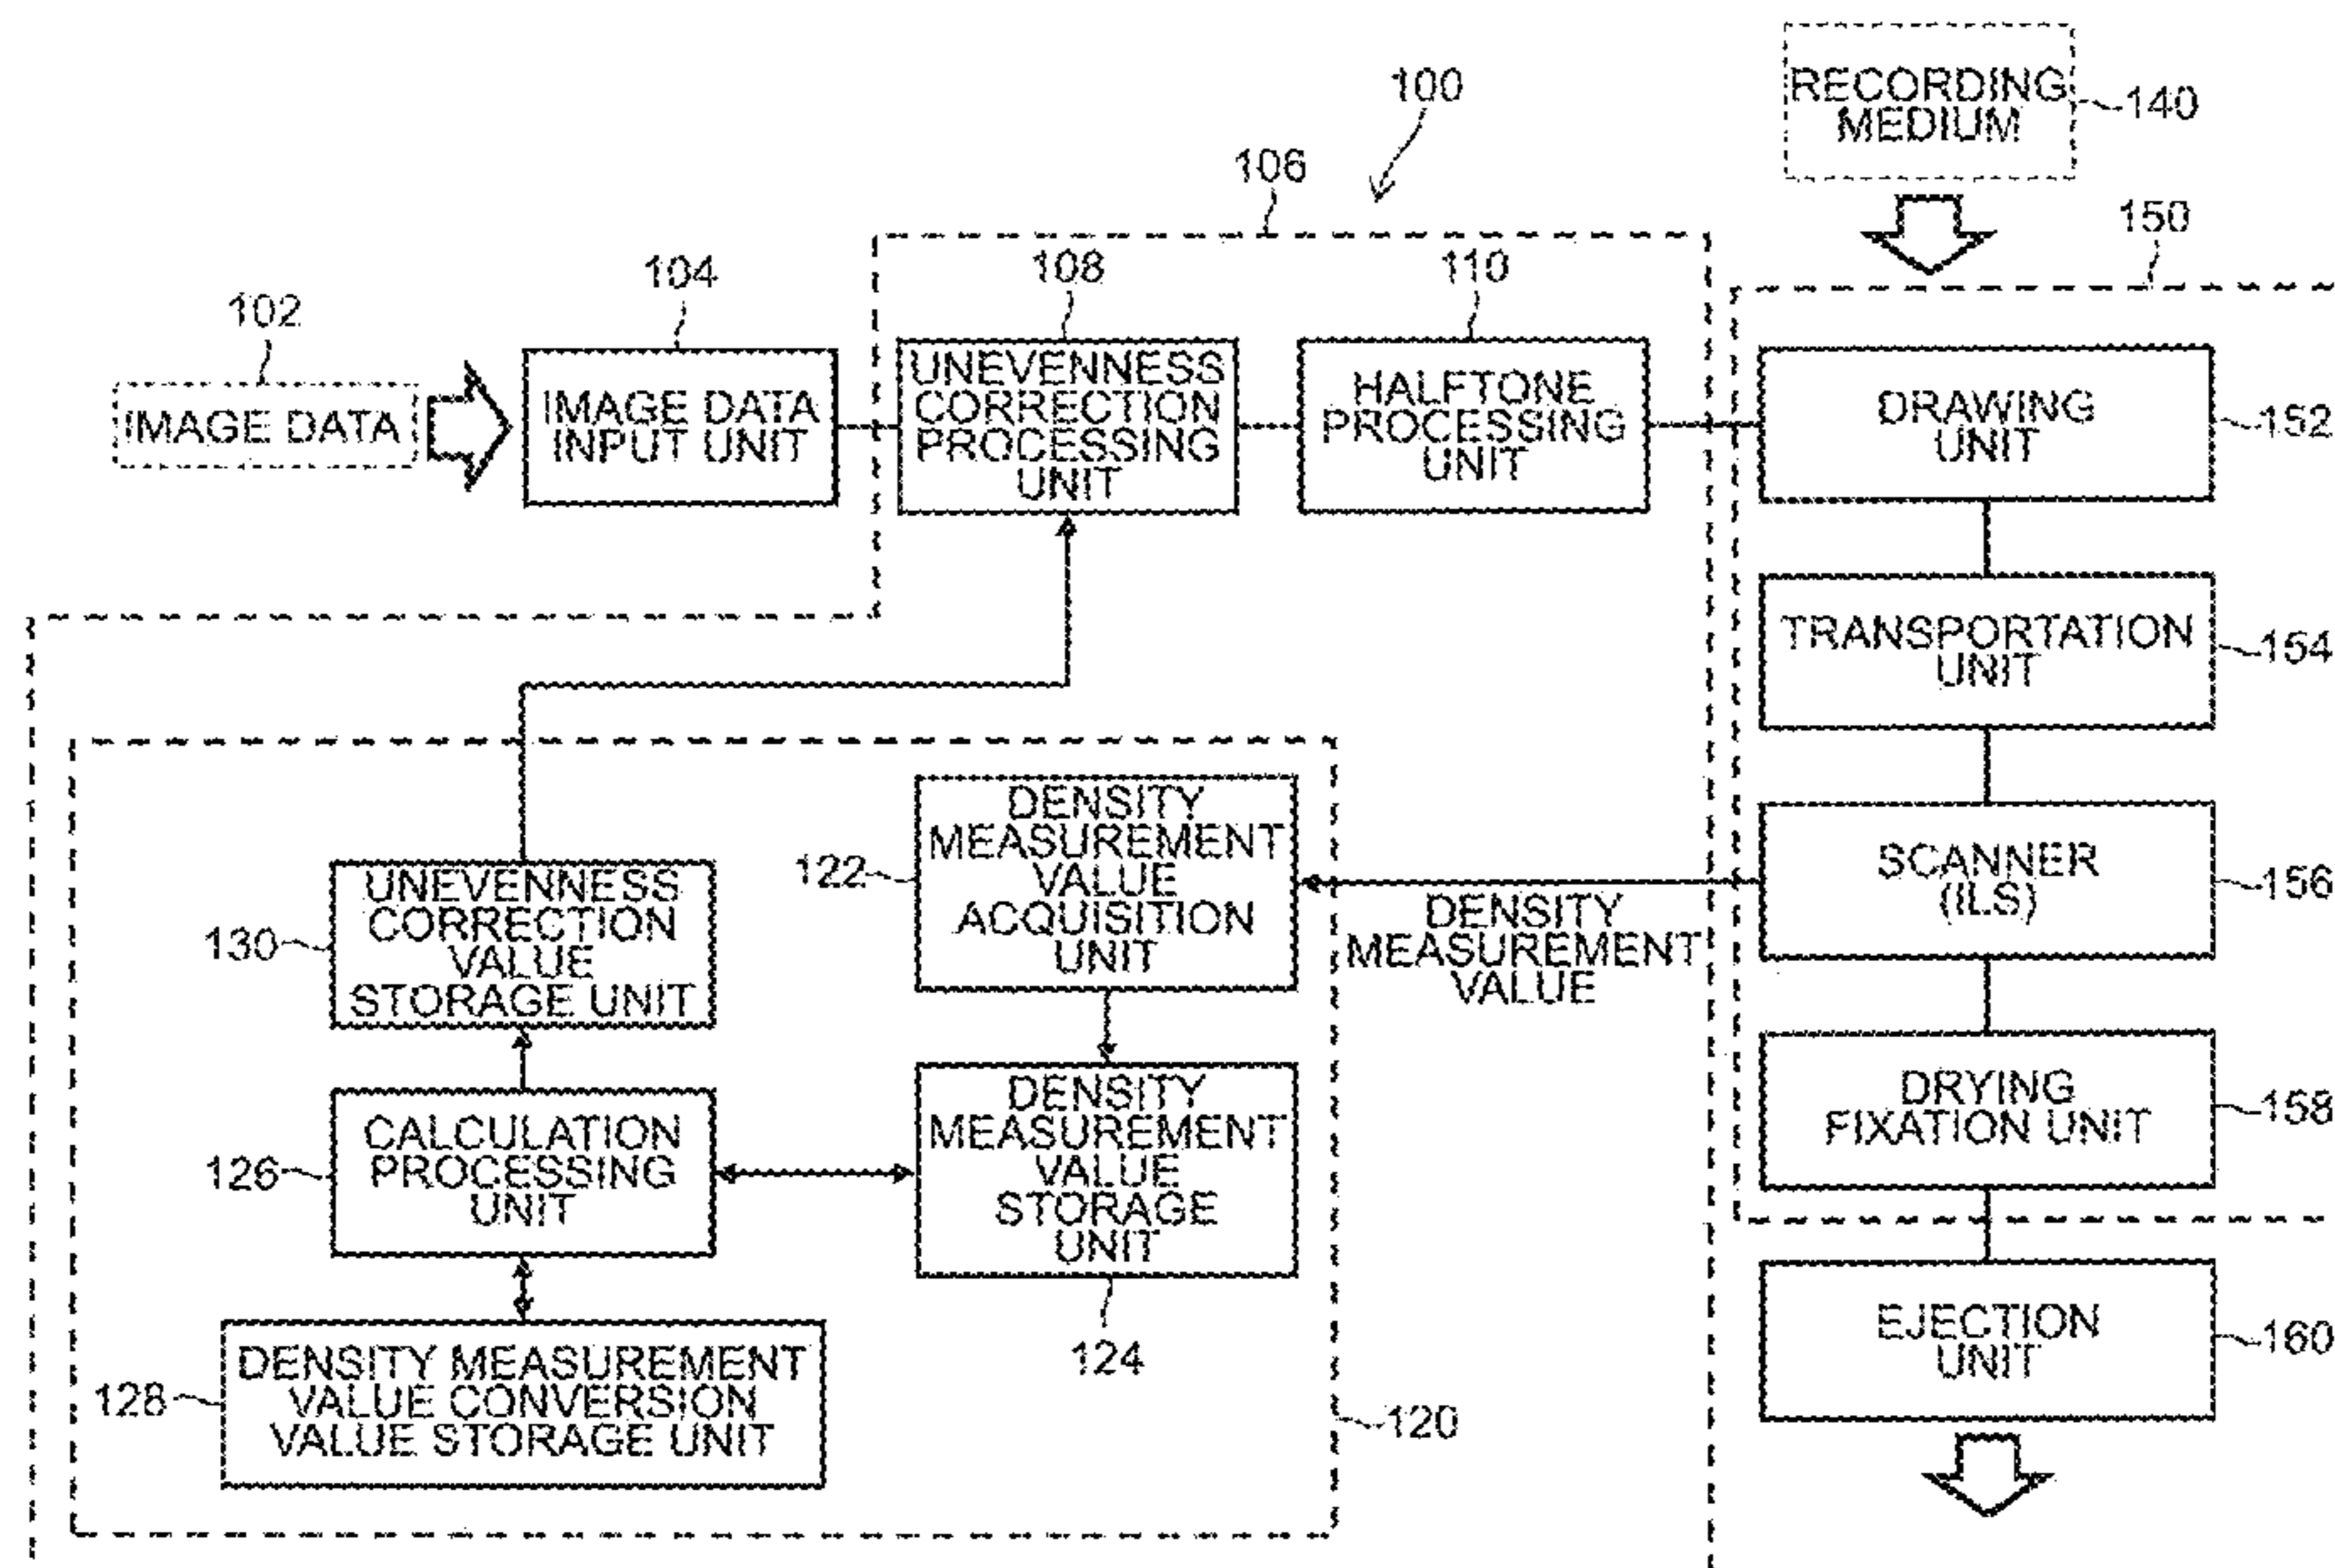 100
RECORDING
MEDIUM
140
106
150
102
104
108
110
IMAGE DATA
IMAGE DATA
INPUT UNIT
UNEVENNESS
CORRECTION
PROCESSING
UNIT
HALFTONE
PROCESSING
UNIT
DRAWING
UNIT
152
TRANSPORTATION
UNIT
154
122
DENSITY
MEASUREMENT
VALUE
ACQUISITION
UNIT
DENSITY
MEASUREMENT
VALUE
SCANNER
(ILS)
156
130
UNEVENNESS
CORRECTION
VALUE
STORAGE UNIT
126
CALCULATION
PROCESSING
UNIT
DENSITY
MEASUREMENT
VALUE
STORAGE
UNIT
124
DRYING
FIXATION UNIT
158
128
DENSITY MEASUREMENT
VALUE CONVERSION
VALUE STORAGE UNIT
120
EJECTION
UNIT
160